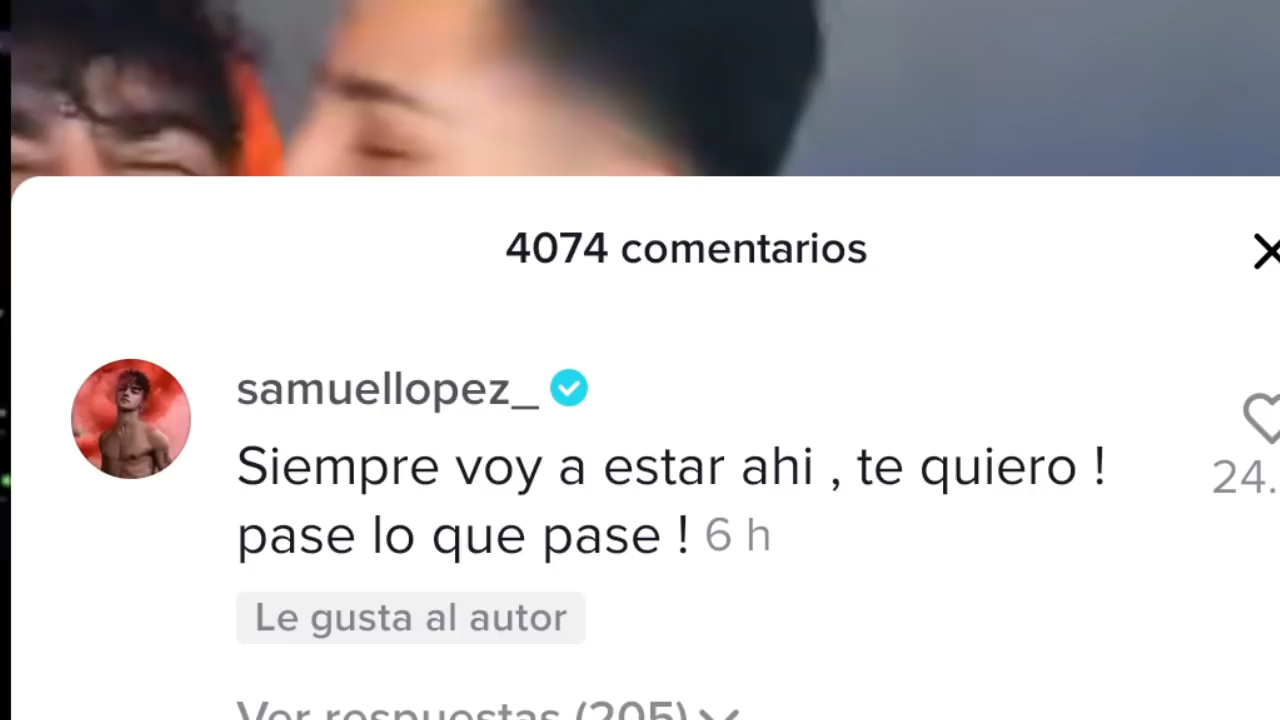 4074 comentarios
samuellopez_
Siempre voy a estar ahi , te quiero !
pase lo que pase ! 6 h
24.
Le gusta al autor
Ver respuestas (205)